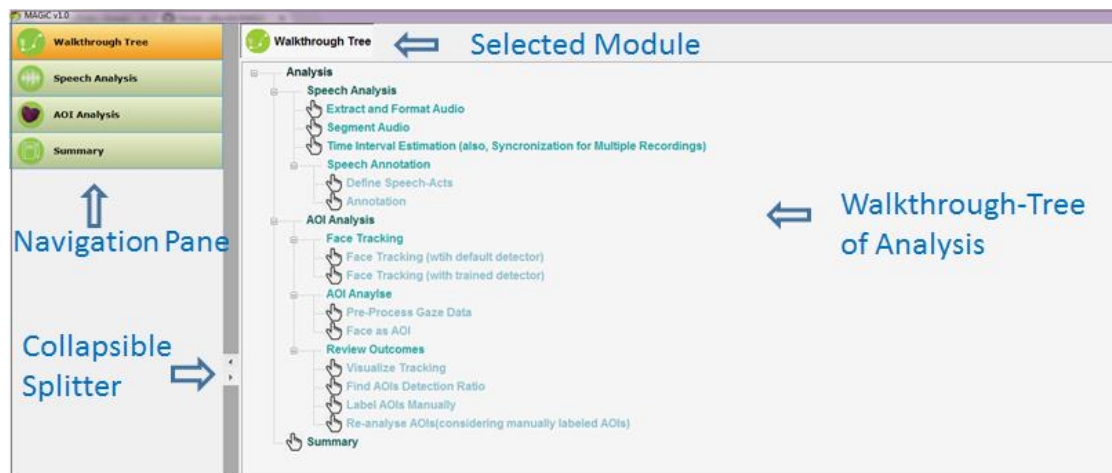 MAGiC v1.0
Walkthrough Tree
Speech Analysis
AOI Analysis
Summary
Navigation Pane
Collapsible
Splitter
Walkthrough Tree
Selected Module
Analysis
Speech Analysis
Extract and Format Audio
Segment Audio
Time Interval Estimation (also, Syncronization for Multiple Recordings)
Speech Annotation
Define Speech-Acts
Annotation
AOI Analysis
Face Tracking
Face Tracking (wtih default detector)
Face Tracking (with trained detector)
AOI Anaylse
Pre-Process Gaze Data
Face as AOI
Review Outcomes
Visualize Tracking
Find AOIs Detection Ratio
Label AOIs Manually
Re-analyse AOIs(considering manually labeled AOIs)
Summary
Walkthrough-Tree
of Analysis